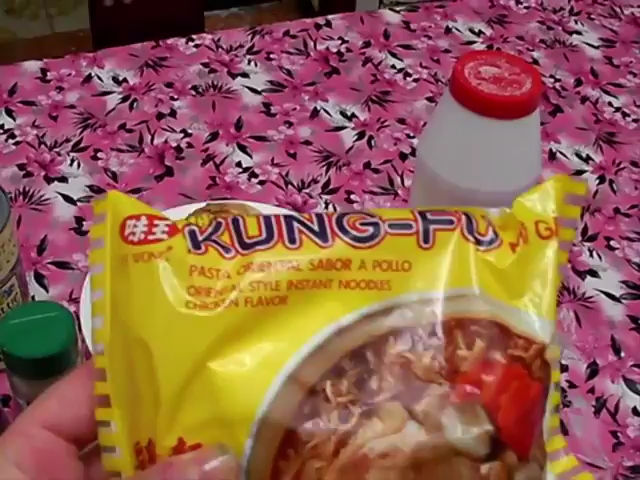 味王
KUNG-FU
PASTA ORIENTAL SABOR A POLLO
ORIENTAL STYLE INSTANT NOODLES
CHICKEN FLAVOR